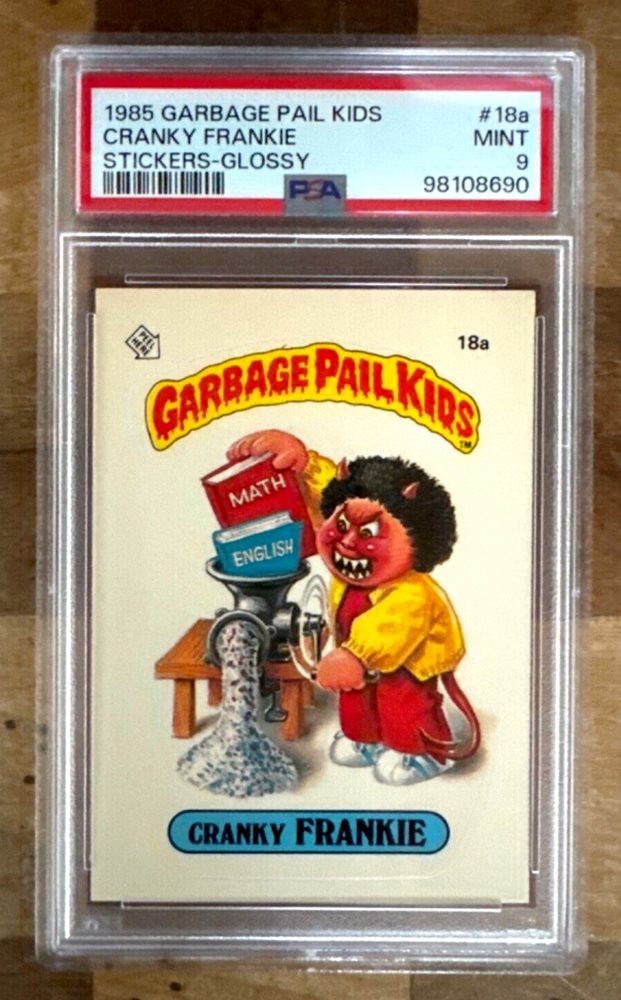 1985 GARBAGE PAIL KIDS #18a
CRANKY FRANKIE MINT
STICKERS-GLOSSY 9
PSA 98108690
PEEL HERE
18a
GARBAGE PAIL KIDS TM
MATH
ENGLISH
CRANKY FRANKIE